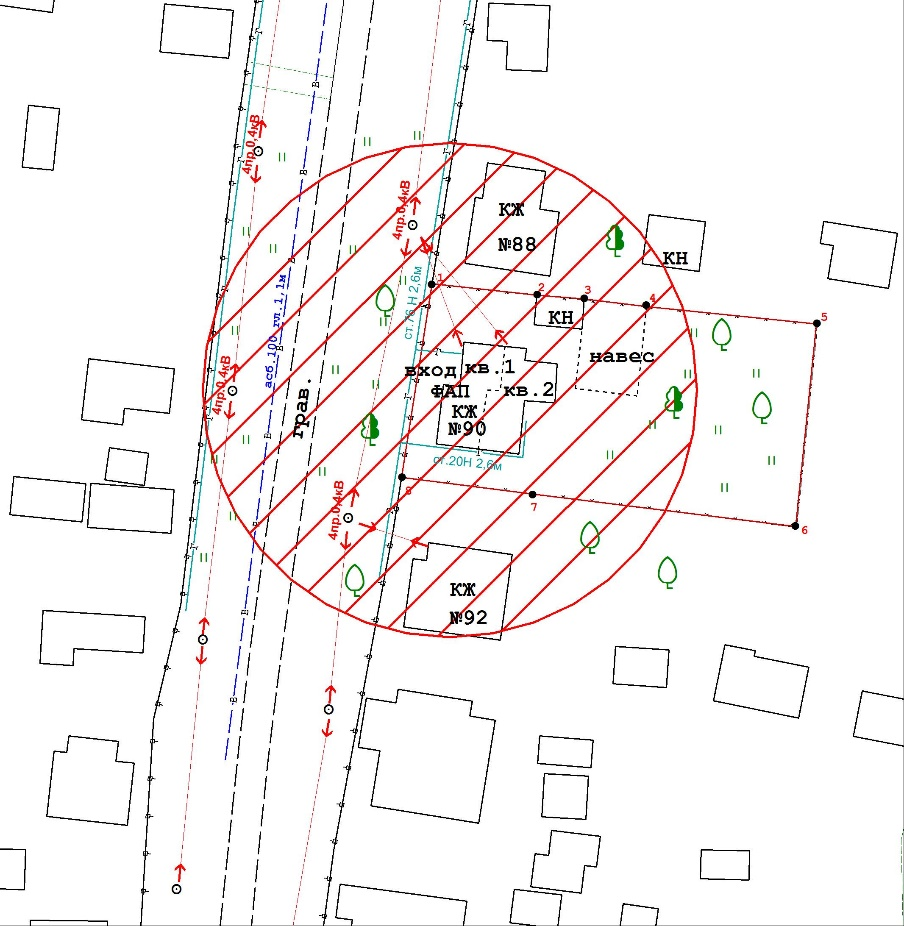 4пр.0,4кВ
4пр.0,4кВ
КЖ
№88
КН
1
2
3
4
5
ст.76 Н 2,6м
асб.100 гл.1,1м
КН
навес
вход
кв.1
ФАП
кв.2
КЖ
№90
4пр.0,4кВ
грав.
ст.20Н 2,6м
8
7
6
4пр.0,4кВ
КЖ
№92
В
В
В
В
В
В
В